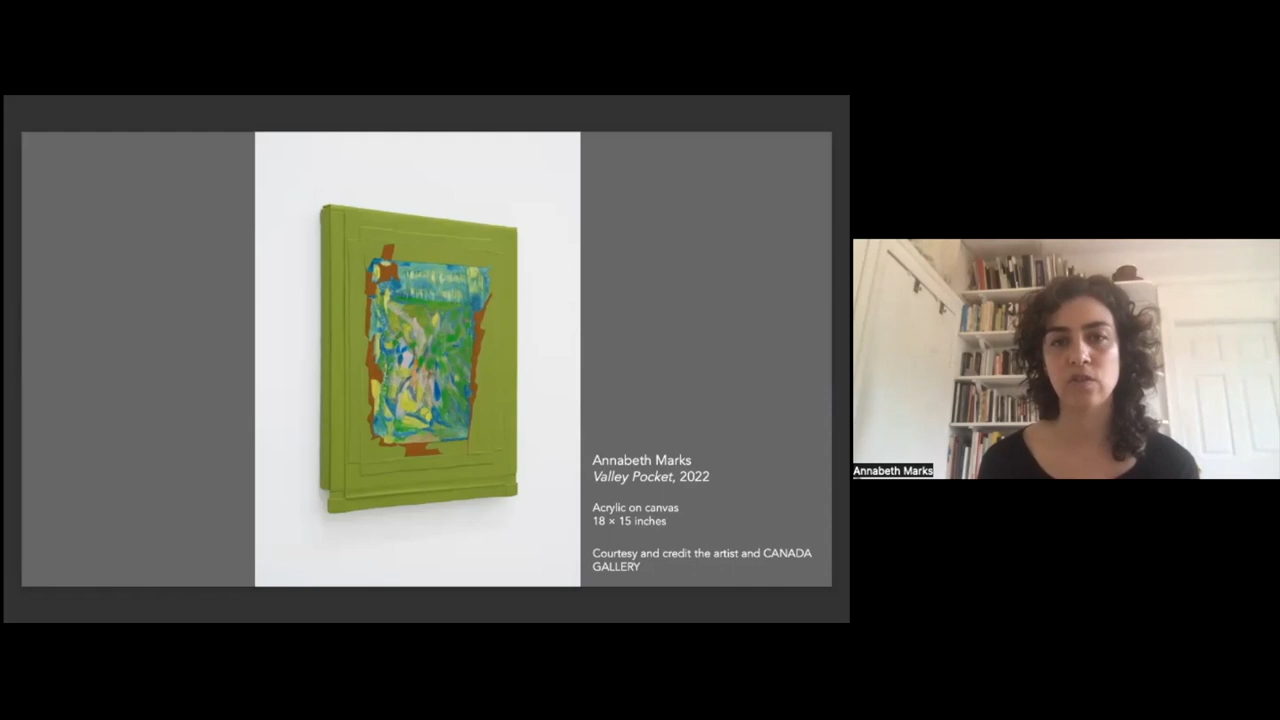 Annabeth Marks
Valley Pocket, 2022
Acrylic on canvas
18 × 15 inches
Courtesy and credit the artist and CANADA
GALLERY
Annabeth Marks